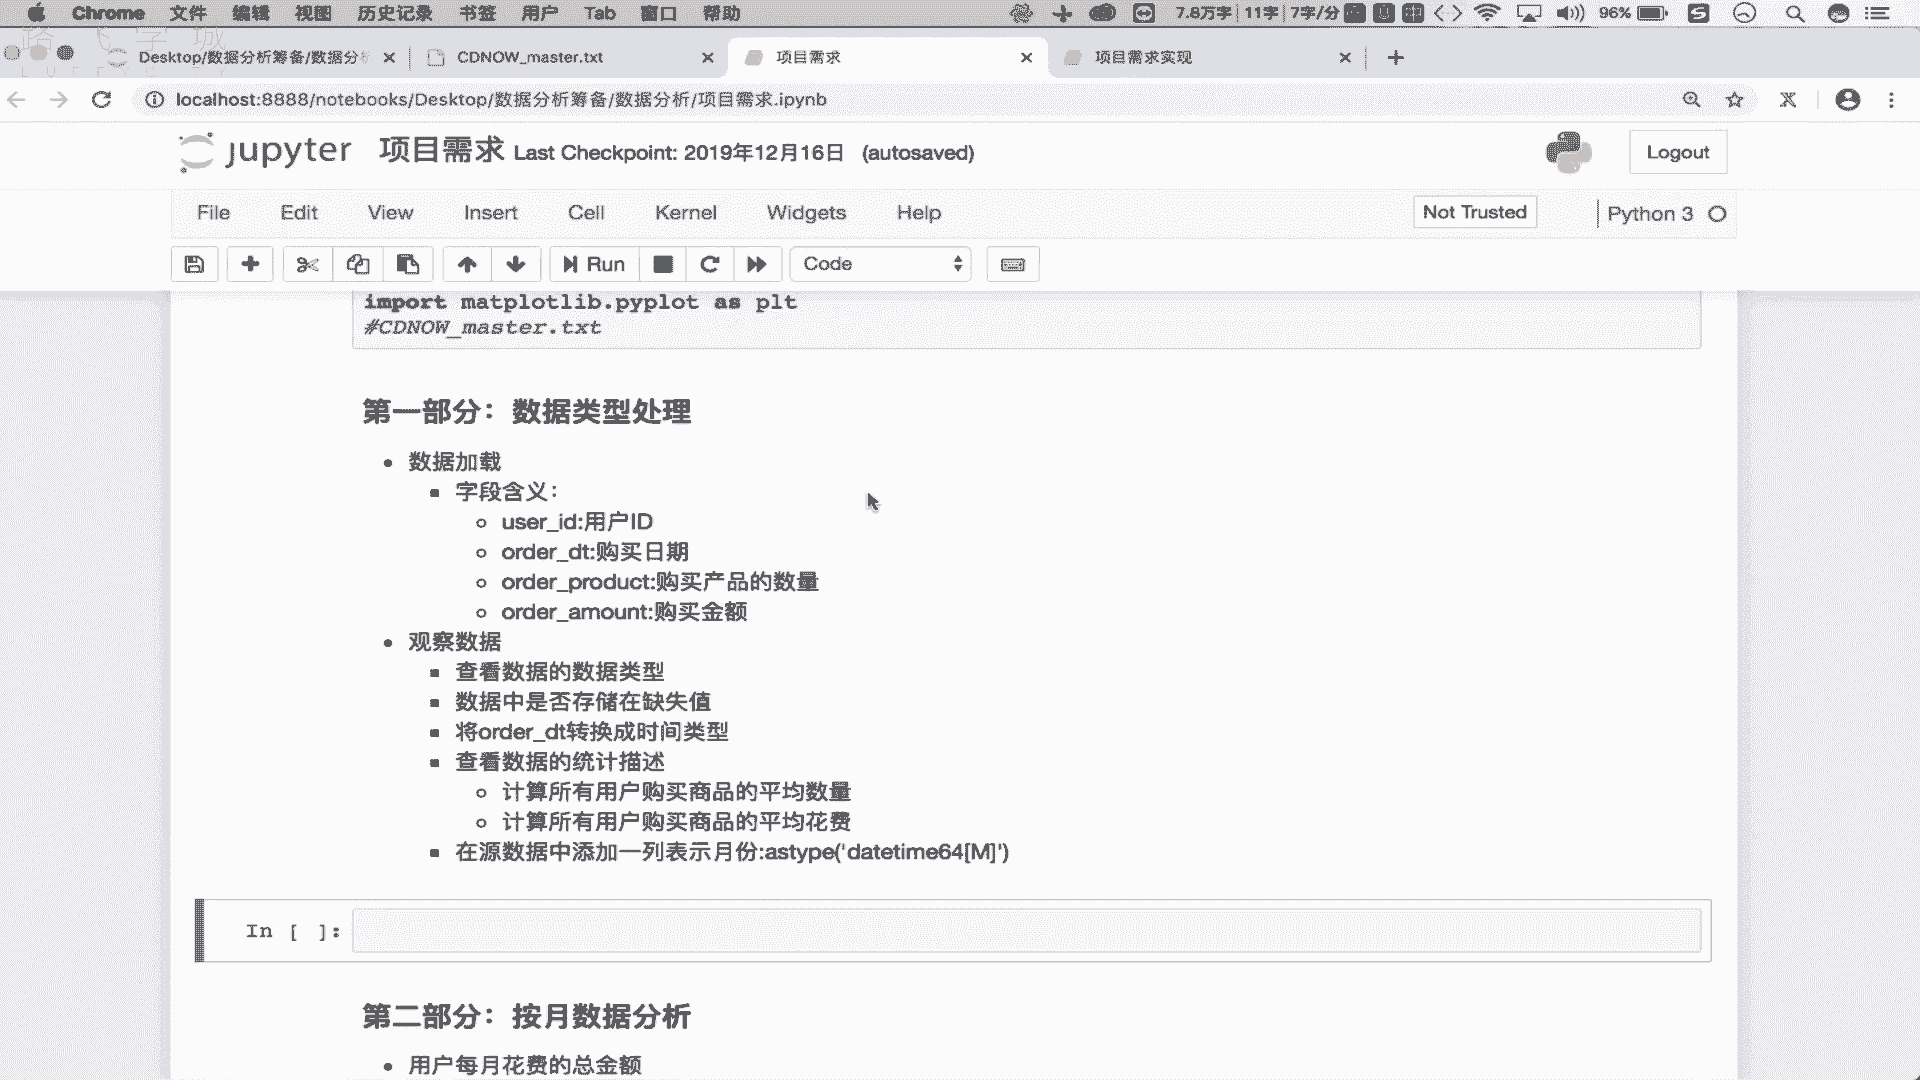 Chrome 文件 编辑 视图 历史记录 书签 用户 Tab 窗口 帮助 7.8万字 11字 7字/分 96%
Desktop/数据分析筹备/数据分析 CDNOW_master.txt 项目需求 项目需求实现
localhost:8888/notebooks/Desktop/数据分析筹备/数据分析/项目需求.ipynb
jupyter 项目需求 Last Checkpoint: 2019年12月16日 (autosaved) Logout
File Edit View Insert Cell Kernel Widgets Help Not Trusted Python 3
Run Code
import matplotlib.pyplot as plt
#CDNOW_master.txt
第一部分：数据类型处理
数据加载
字段含义：
user_id:用户ID
order_dt:购买日期
order_product:购买产品的数量
order_amount:购买金额
观察数据
查看数据的数据类型
数据中是否存储在缺失值
将order_dt转换成时间类型
查看数据的统计描述
计算所有用户购买商品的平均数量
计算所有用户购买商品的平均花费
在源数据中添加一列表示月份:astype('datetime64[M]')
In [ ]:
第二部分：按月数据分析
用户每月花费的总金额